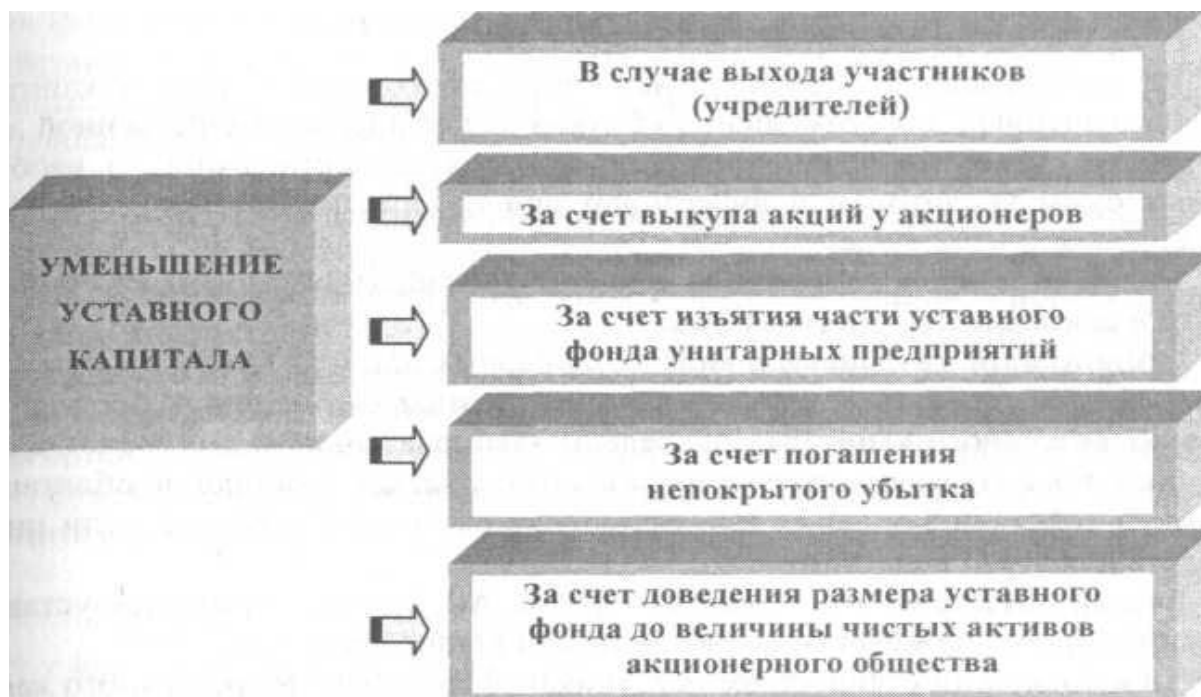 УМЕНЬШЕНИЕ
УСТАВНОГО
КАПИТАЛА
В случае выхода участников
(учредителей)
За счет выкупа акций у акционеров
За счет изъятия части уставного
фонда унитарных предприятий
За счет погашения
непокрытого убытка
За счет доведения размера уставного
фонда до величины чистых активов
акционерного общества